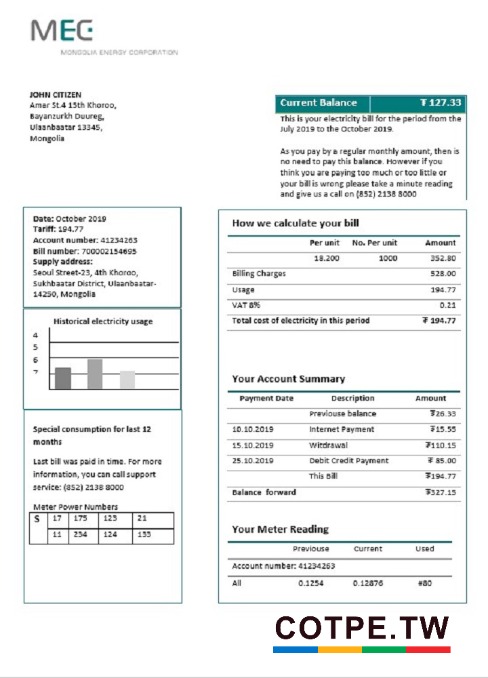 MEC
MONGOLIA ENERGY CORPORATION
JOHN CITIZEN
Amar St.4 15th Khoroo,
Bayanzurkh Duureg,
Ulaanbaatar 13345,
Mongolia
Current Balance ₮ 127.33
This is your electricity bill for the period from the
July 2019 to the October 2019.
As you pay by a regular monthly amount, then is
no need to pay this balance. However if you
think you are paying too much or too little or
your bill is wrong please take a minute reading
and give us a call on (852) 2138 8000
Date: October 2019
Tariff: 194.77
Account number: 41234263
Bill number: 700002154695
Supply address:
Seoul Street-23, 4th Khoroo,
Sukhbaatar District, Ulaanbaatar-
14250, Mongolia
Historical electricity usage
4
5
6
7
Special consumption for last 12
months
Last bill was paid in time. For more
information, you can call support
service: (852) 2138 8000
Meter Power Numbers
S 17 175 123 21
11 234 124 133
How we calculate your bill
Per unit No. Per unit Amount
18.200 1000 352.80
Billing Charges 528.00
Usage 194.77
VAT 8% 0.21
Total cost of electricity in this period ₮ 194.77
Your Account Summary
Payment Date Description Amount
Previouse balance ₮26.33
10.10.2019 Internet Payment ₮15.55
15.10.2019 Witdrawal ₮110.15
25.10.2019 Debit Credit Payment ₮ 85.00
This Bill ₮194.77
Balance forward ₮327.15
Your Meter Reading
Previouse Current Used
Account number: 41234263
All 0.1254 0.12876 #80
COTPE.TW